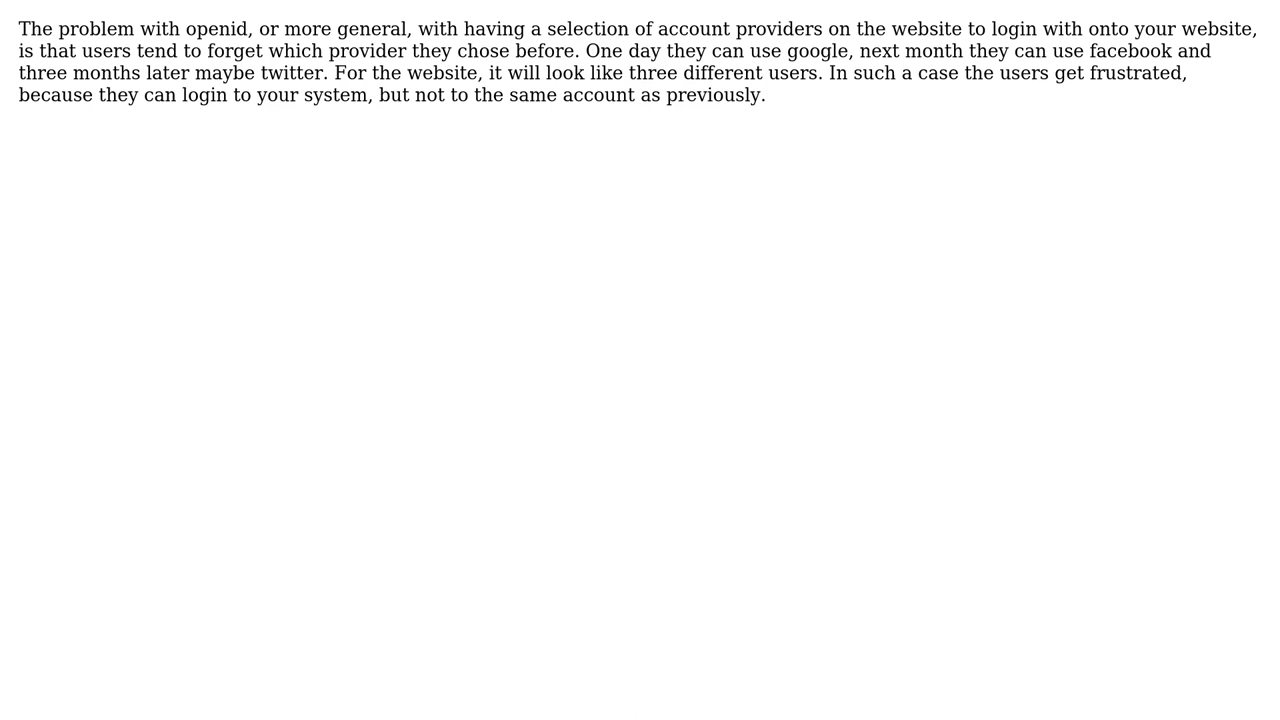 The problem with openid, or more general, with having a selection of account providers on the website to login with onto your website,
is that users tend to forget which provider they chose before. One day they can use google, next month they can use facebook and
three months later maybe twitter. For the website, it will look like three different users. In such a case the users get frustrated,
because they can login to your system, but not to the same account as previously.